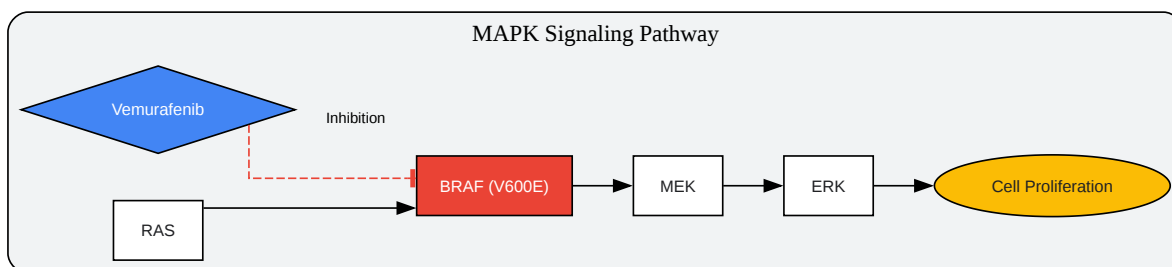 MAPK Signaling Pathway
Vemurafenib
Inhibition
BRAF (V600E)
MEK
ERK
Cell Proliferation
RAS